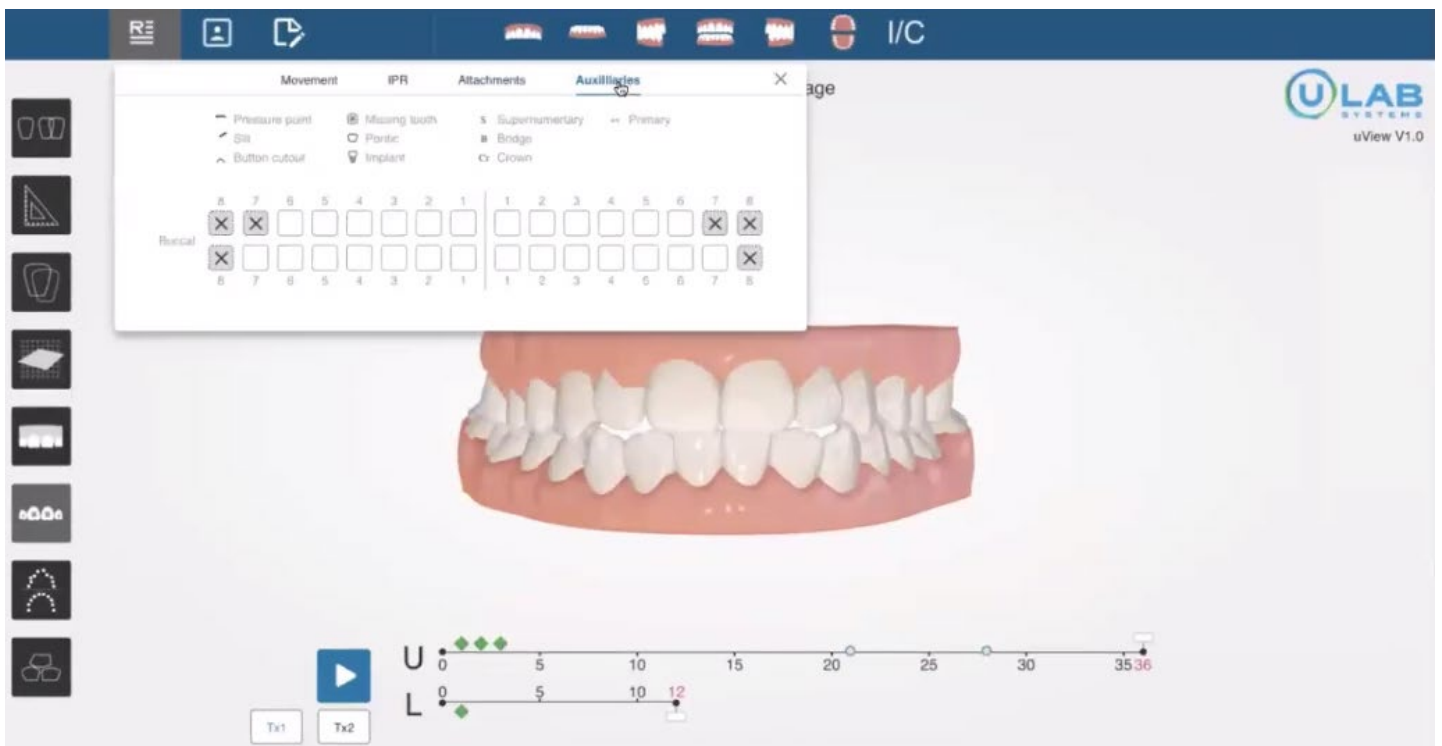 I/C
Movement IPR Attachments Auxilliaries
age
U LAB
SYSTEMS
uView V1.0
Pressure point Missing tooth S Supernumerary Primary
Slit Pontic B Bridge
Button cutout Implant Cr Crown
8 7 6 5 4 3 2 1 1 2 3 4 5 6 7 8
Buccal
8 7 6 5 4 3 2 1 1 2 3 4 5 6 7 8
U
0 5 10 15 20 25 30 35 36
L
0 5 10 12
Tx1 Tx2